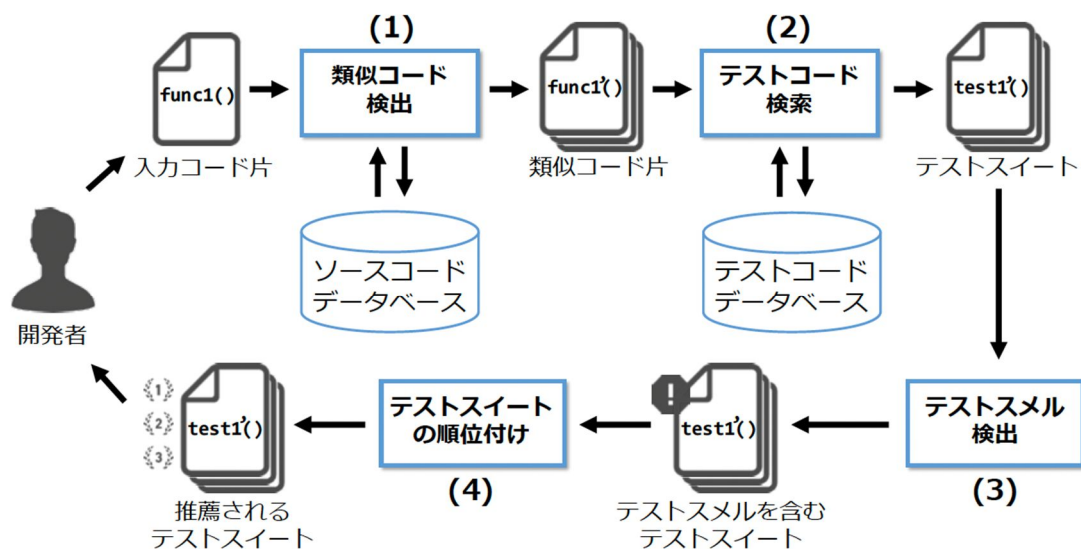 (1)
(2)
func1()
類似コード
検出
func1’()
テストコード
検索
test1’()
入力コード片
類似コード片
テストスイート
ソースコード
データベース
テストコード
データベース
開発者
1
2
3
test1’()
テストスイート
の順位付け
!
test1’()
テストスメル
検出
(4)
(3)
推薦される
テストスイート
テストスメルを含む
テストスイート